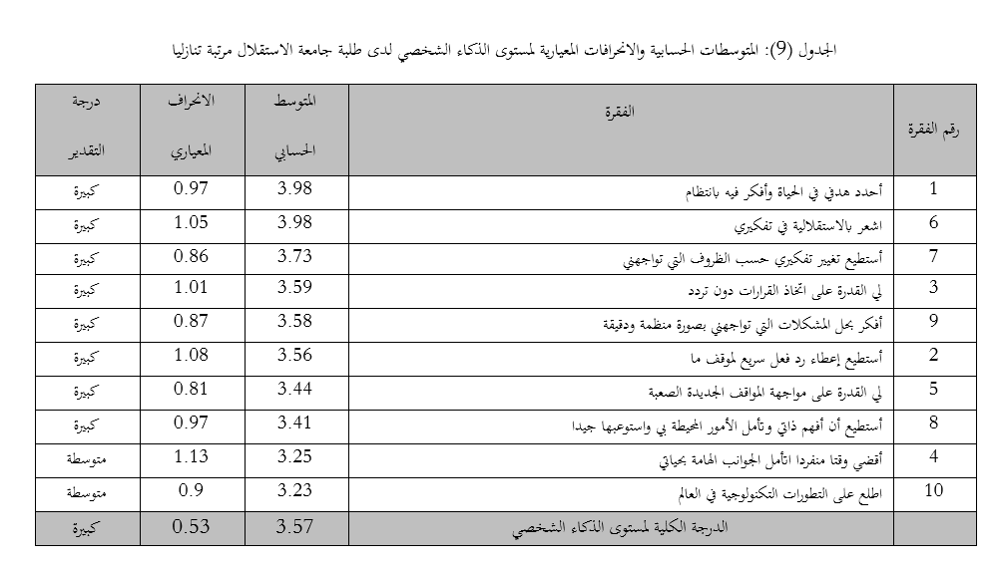 الجدول (9): المتوسطات الحسابية والانحرافات المعيارية لمستوى الذكاء الشخصي لدى طلبة جامعة الاستقلال مرتبة تنازليا
رقم الفقرة الفقرة المتوسط الحسابي الانحراف المعياري درجة التقدير
1 أحدد هدفي في الحياة وأفكر فيه بانتظام 3.98 0.97 كبيرة
6 اشعر بالاستقلالية في تفكيري 3.98 1.05 كبيرة
7 أستطيع تغيير تفكيري حسب الظروف التي تواجهني 3.73 0.86 كبيرة
3 لي القدرة على اتخاذ القرارات دون تردد 3.59 1.01 كبيرة
9 أفكر بحل المشكلات التي تواجهني بصورة منظمة ودقيقة 3.58 0.87 كبيرة
2 أستطيع إعطاء رد فعل سريع لموقف ما 3.56 1.08 كبيرة
5 لي القدرة على مواجهة المواقف الجديدة الصعبة 3.44 0.81 كبيرة
8 أستطيع أن أفهم ذاتي وتأمل الأمور المحيطة بي واستوعبها جيدا 3.41 0.97 كبيرة
4 أقضي وقتا منفردا اتأمل الجوانب الهامة بحياتي 3.25 1.13 متوسطة
10 اطلع على التطورات التكنولوجية في العالم 3.23 0.9 متوسطة
الدرجة الكلية لمستوى الذكاء الشخصي 3.57 0.53 كبيرة